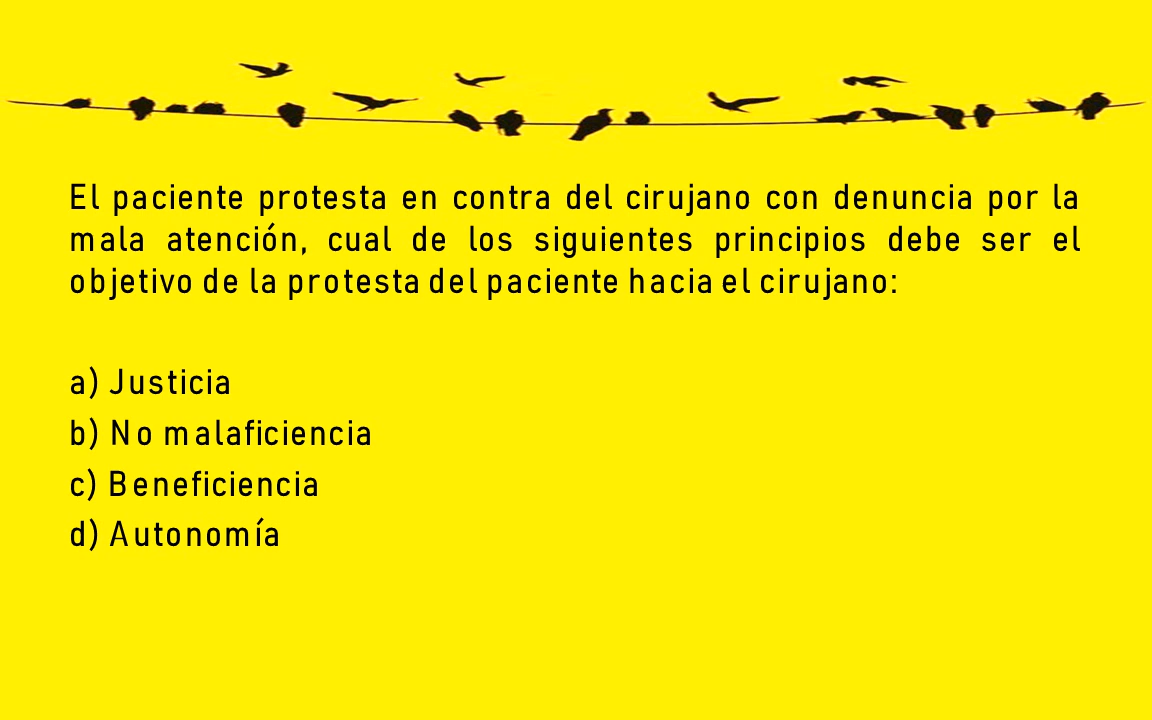 El paciente protesta en contra del cirujano con denuncia por la
mala atención, cual de los siguientes principios debe ser el
objetivo de la protesta del paciente hacia el cirujano:
a) Justicia
b) No malaficiencia
c) Beneficiencia
d) Autonomía